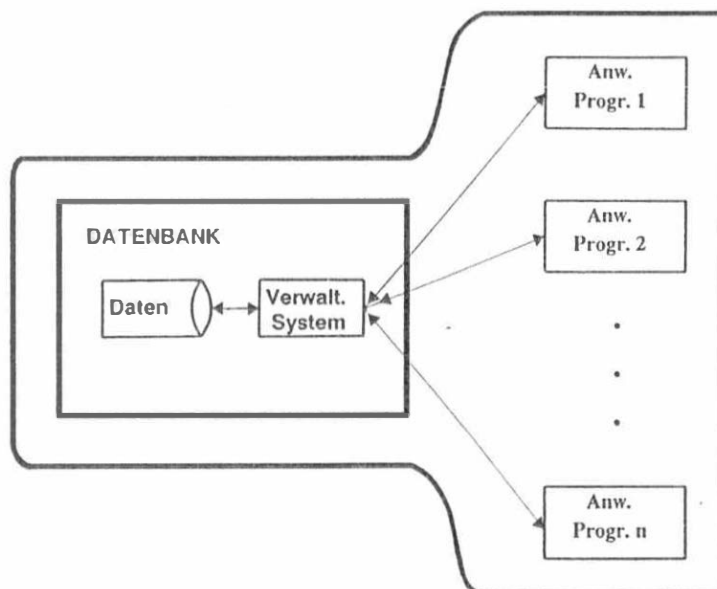 Anw.
Progr. 1
DATENBANK
Anw.
Progr. 2
Daten
Verwalt.
System
Anw.
Progr. n